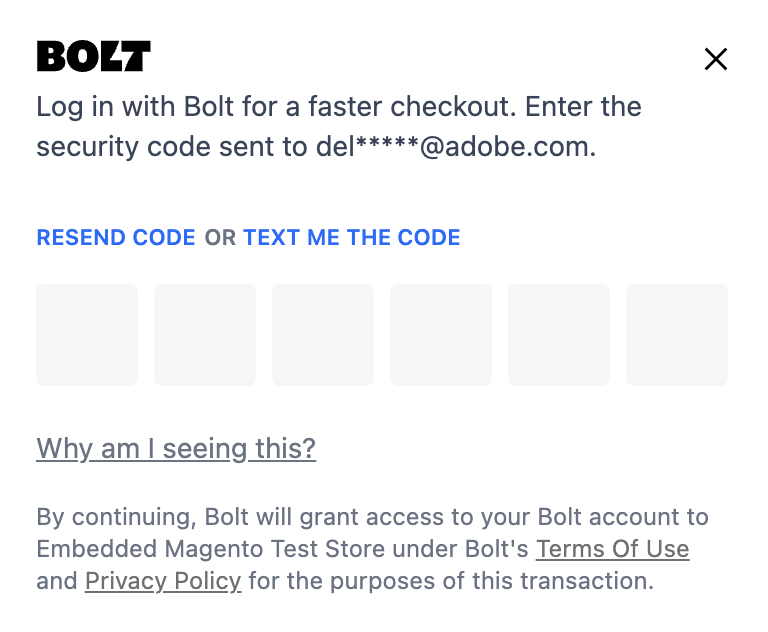 BOLT
Log in with Bolt for a faster checkout. Enter the
security code sent to del*****@adobe.com.
RESEND CODE OR TEXT ME THE CODE
Why am I seeing this?
By continuing, Bolt will grant access to your Bolt account to
Embedded Magento Test Store under Bolt's Terms Of Use
and Privacy Policy for the purposes of this transaction.